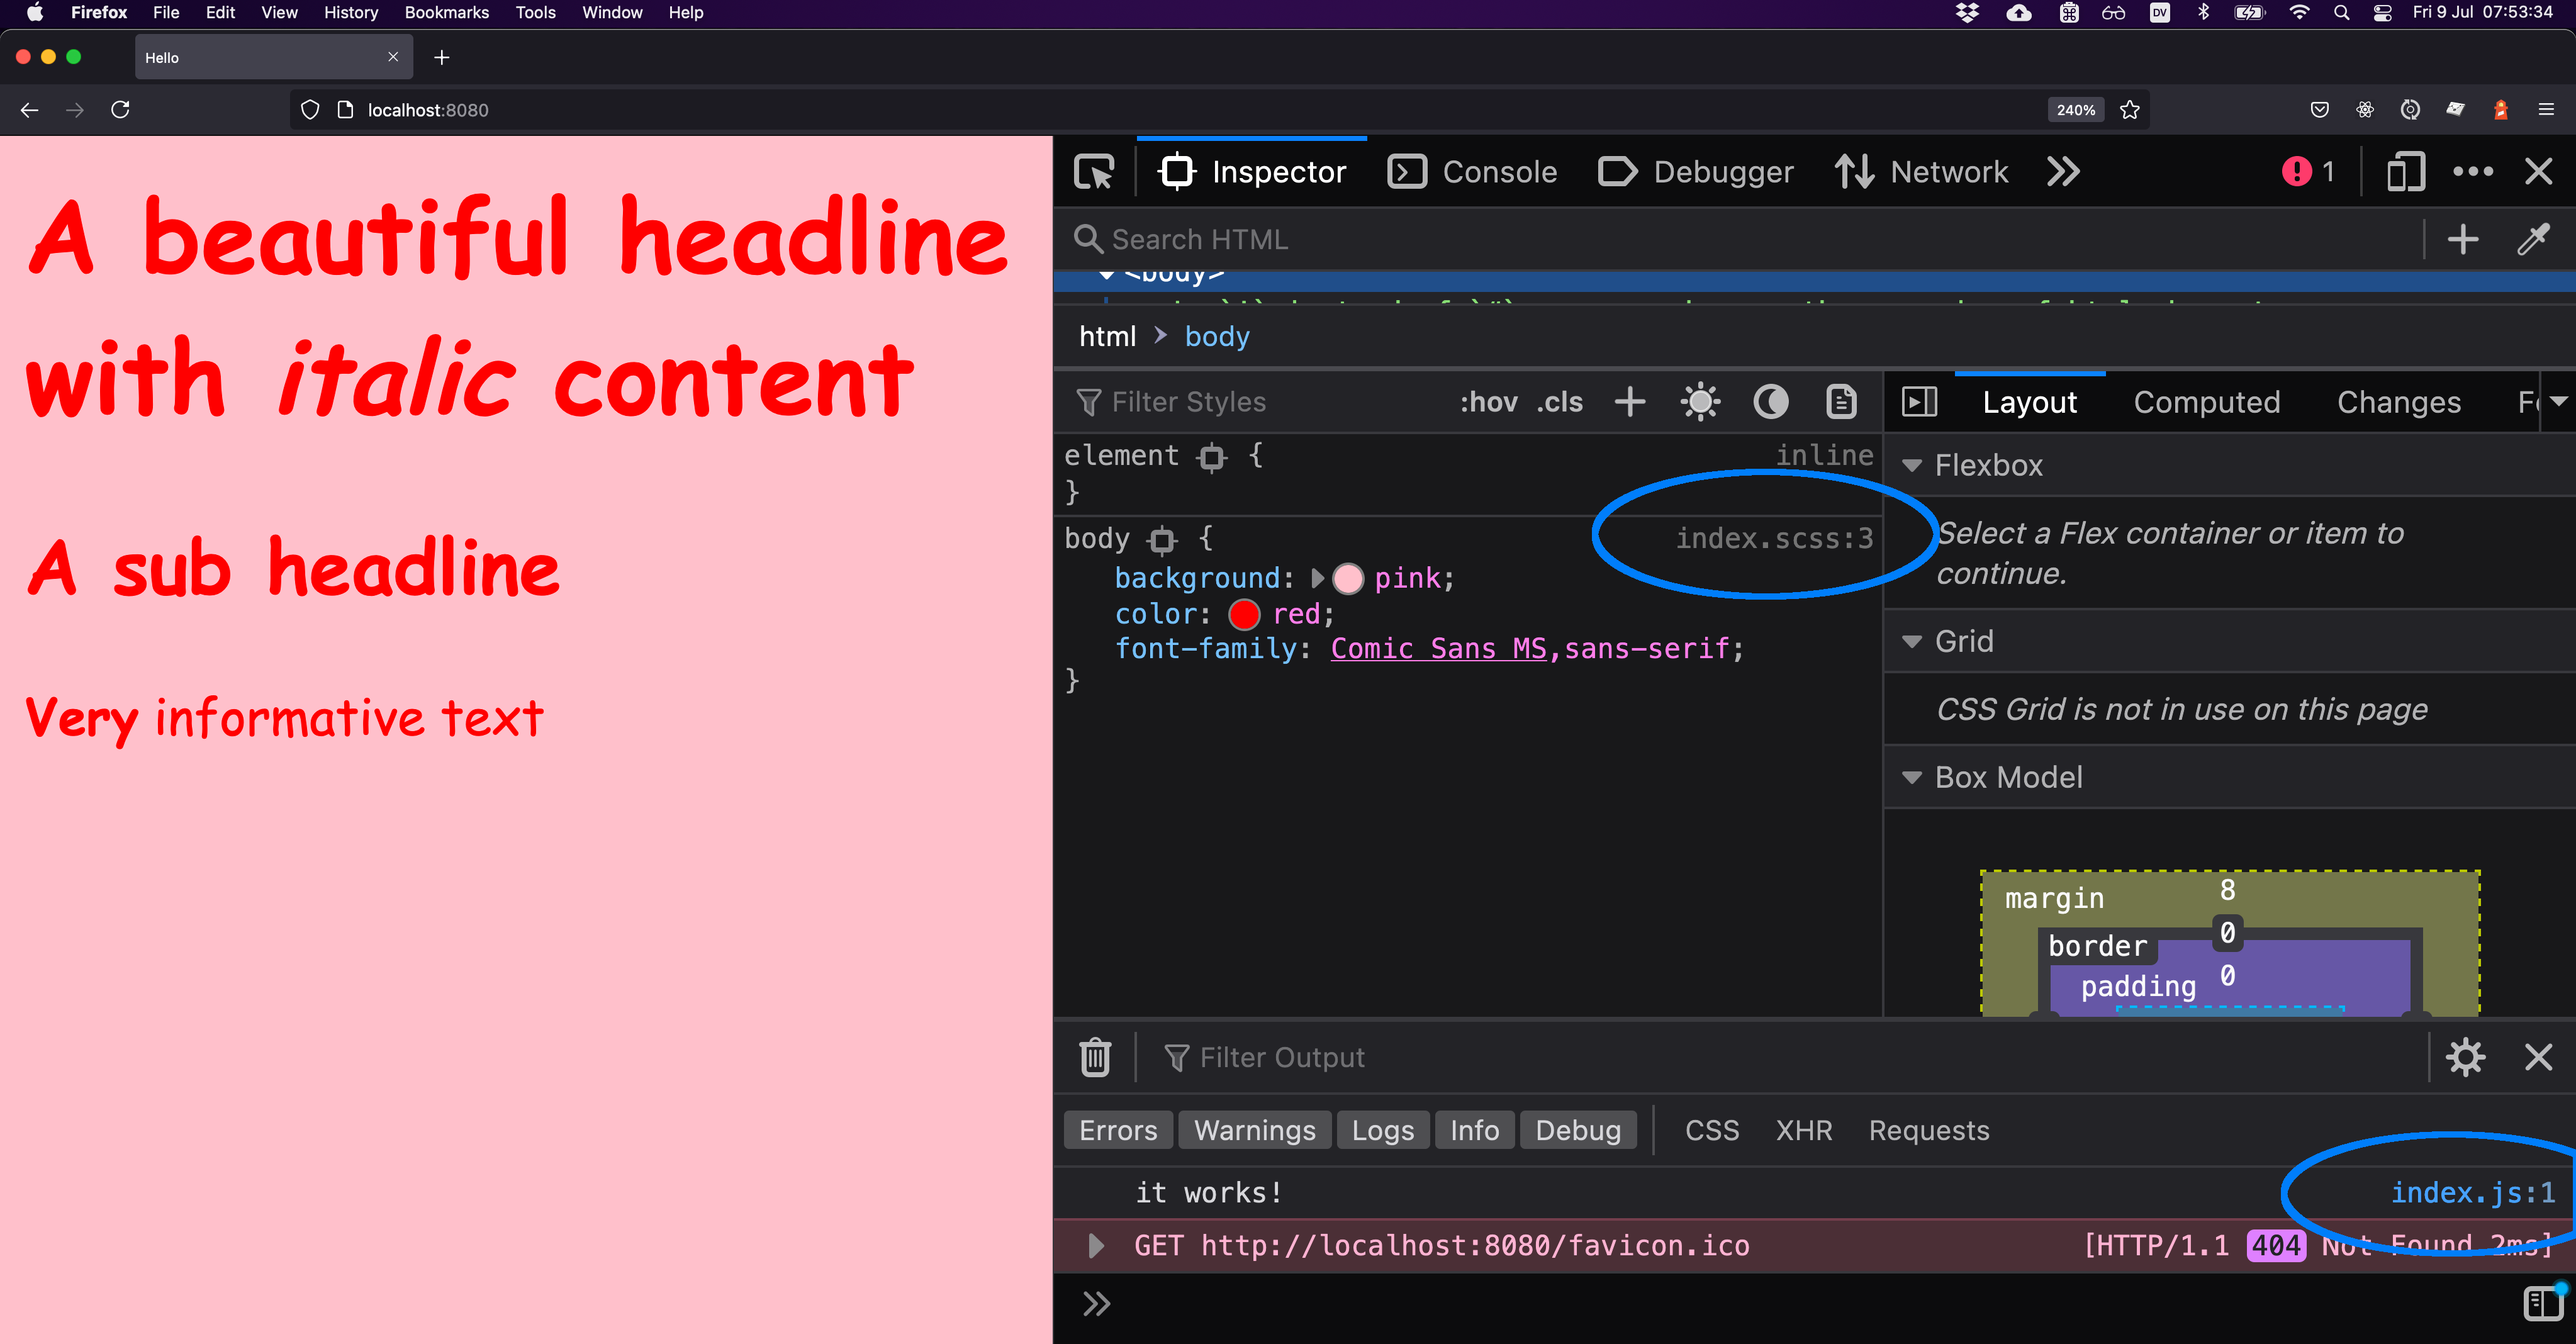 Firefox File Edit View History Bookmarks Tools Window Help
DV
Fri 9 Jul 07:53:34
Hello
localhost:8080
240%
A beautiful headline
with italic content
A sub headline
Very informative text
Inspector Console Debugger Network
1
Search HTML
<body>
html body
Filter Styles
:hov .cls
Layout Computed Changes
element {
inline
}
body {
index.scss:3
background: pink;
color: red;
font-family: Comic Sans MS,sans-serif;
}
Flexbox
Select a Flex container or item to
continue.
Grid
CSS Grid is not in use on this page
Box Model
margin 8
border 0
padding 0
Filter Output
Errors Warnings Logs Info Debug CSS XHR Requests
it works! index.js:1
GET http://localhost:8080/favicon.ico [HTTP/1.1 404 Not Found 2ms]